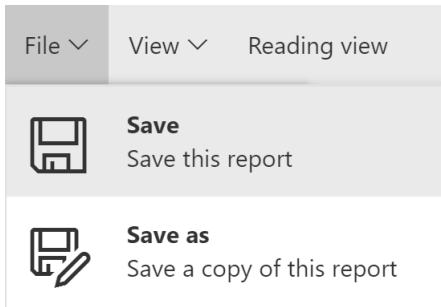 File View Reading view
Save
Save this report
Save as
Save a copy of this report